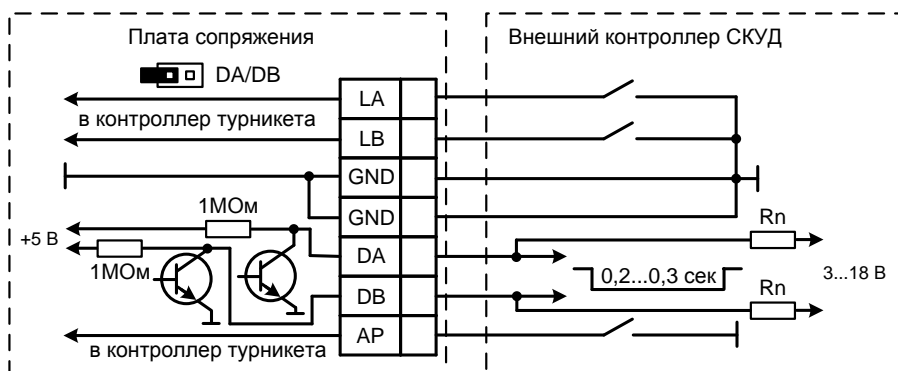 Плата сопряжения
Внешний контроллер СКУД
DA/DB
LA
в контроллер турникета
LB
GND
GND
1МОм
Rn
+5 В
DA
1МОм
0,2...0,3 сек
3...18 В
DB
Rn
AP
в контроллер турникета